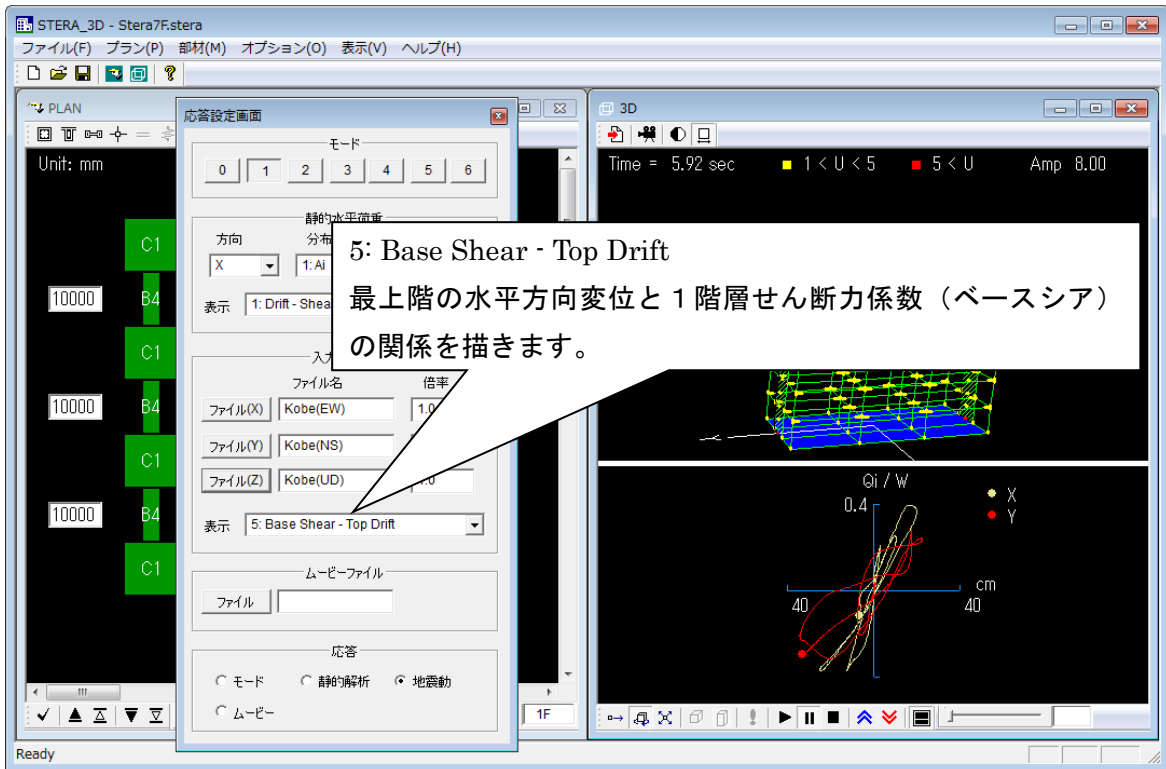 STERA_3D - Stera7F.stera
ファイル(F) プラン(P) 部材(M) オプション(O) 表示(V) ヘルプ(H)
PLAN
Unit: mm
C1
10000 B4
C1
10000 B4
C1
10000 B4
C1
1F
応答設定画面
モード
0 1 2 3 4 5 6
静的水平荷重
方向
X 1: Ai
表示 1: Drift - Shea
ファイル名 倍率
ファイル(X) Kobe(EW)
ファイル(Y) Kobe(NS)
ファイル(Z) Kobe(UD)
表示 5: Base Shear - Top Drift
ムービーファイル
ファイル
応答
モード 静的解析 地震動
ムービー
5: Base Shear - Top Drift
最上階の水平方向変位と１階層せん断力係数（ベースシア）
の関係を描きます。
3D
Time = 5.92 sec 1 < U < 5 5 < U Amp 8.00
Qi / W
0.4
X
Y
cm
40 40
Ready